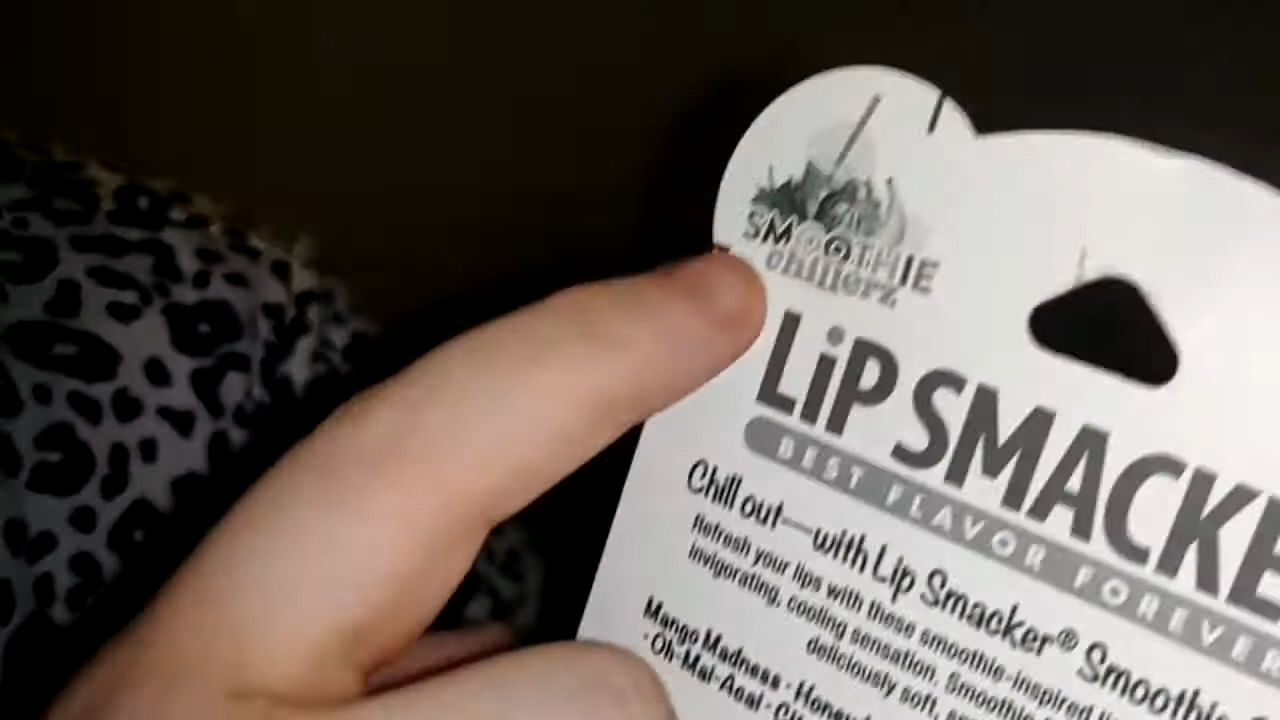 SMOOTHIE
chillerz
LiP SMACKE
BEST FLAVOR FOREVER
Chill out—with Lip Smacker® Smoothie
Refresh your lips with these smoothie-inspired
invigorating, cooling sensation. Smoothie
deliciously soft,
Mango Madness · Honey
· Oh-Mai-Acai ·